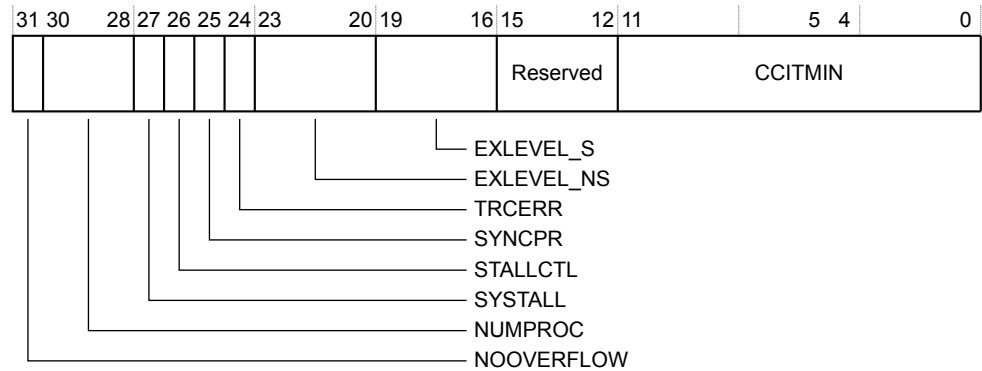 31 30 28 27 26 25 24 23 20 19 16 15 12 11 5 4 0
Reserved CCITMIN
EXLEVEL_S
EXLEVEL_NS
TRCERR
SYNCPR
STALLCTL
SYSTALL
NUMPROC
NOOVERFLOW